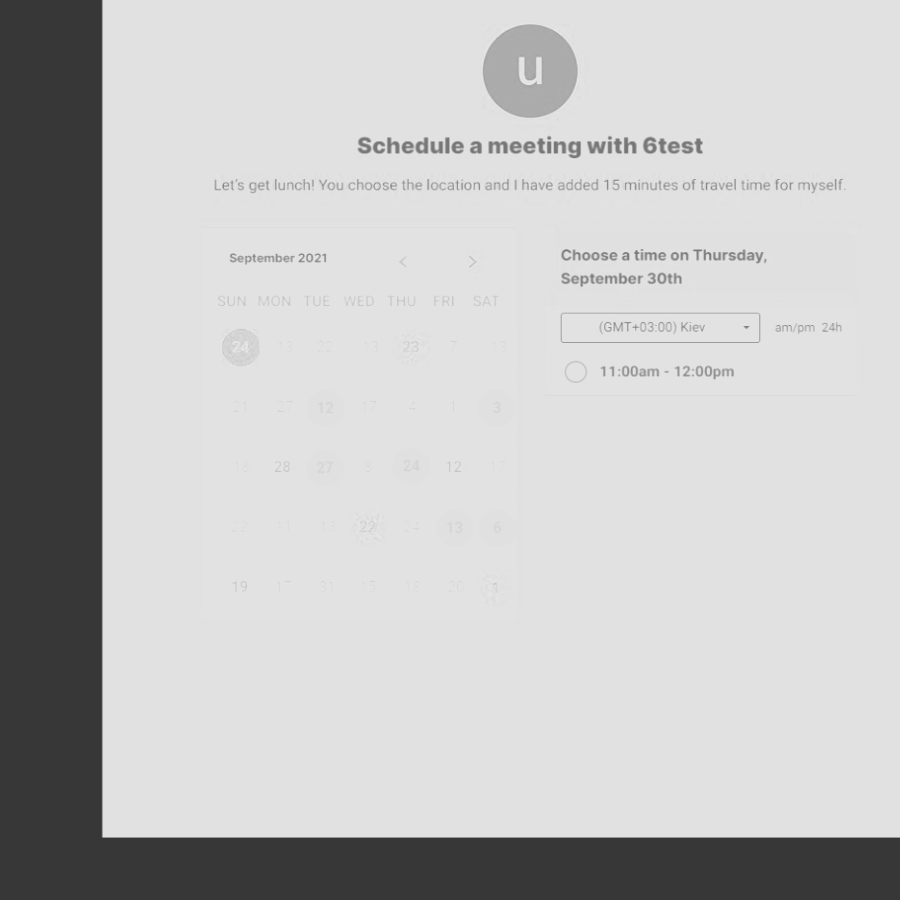 u
Schedule a meeting with 6test
Let's get lunch! You choose the location and I have added 15 minutes of travel time for myself.
September 2021
SUN MON TUE WED THU FRI SAT
24 13 22 13 23 7 13
21 27 12 17 4 1 3
18 28 27 8 24 12 17
22 31 13 22 24 13 6
19 17 31 15 18 20 1
Choose a time on Thursday,
September 30th
(GMT+03:00) Kiev am/pm 24h
11:00am - 12:00pm